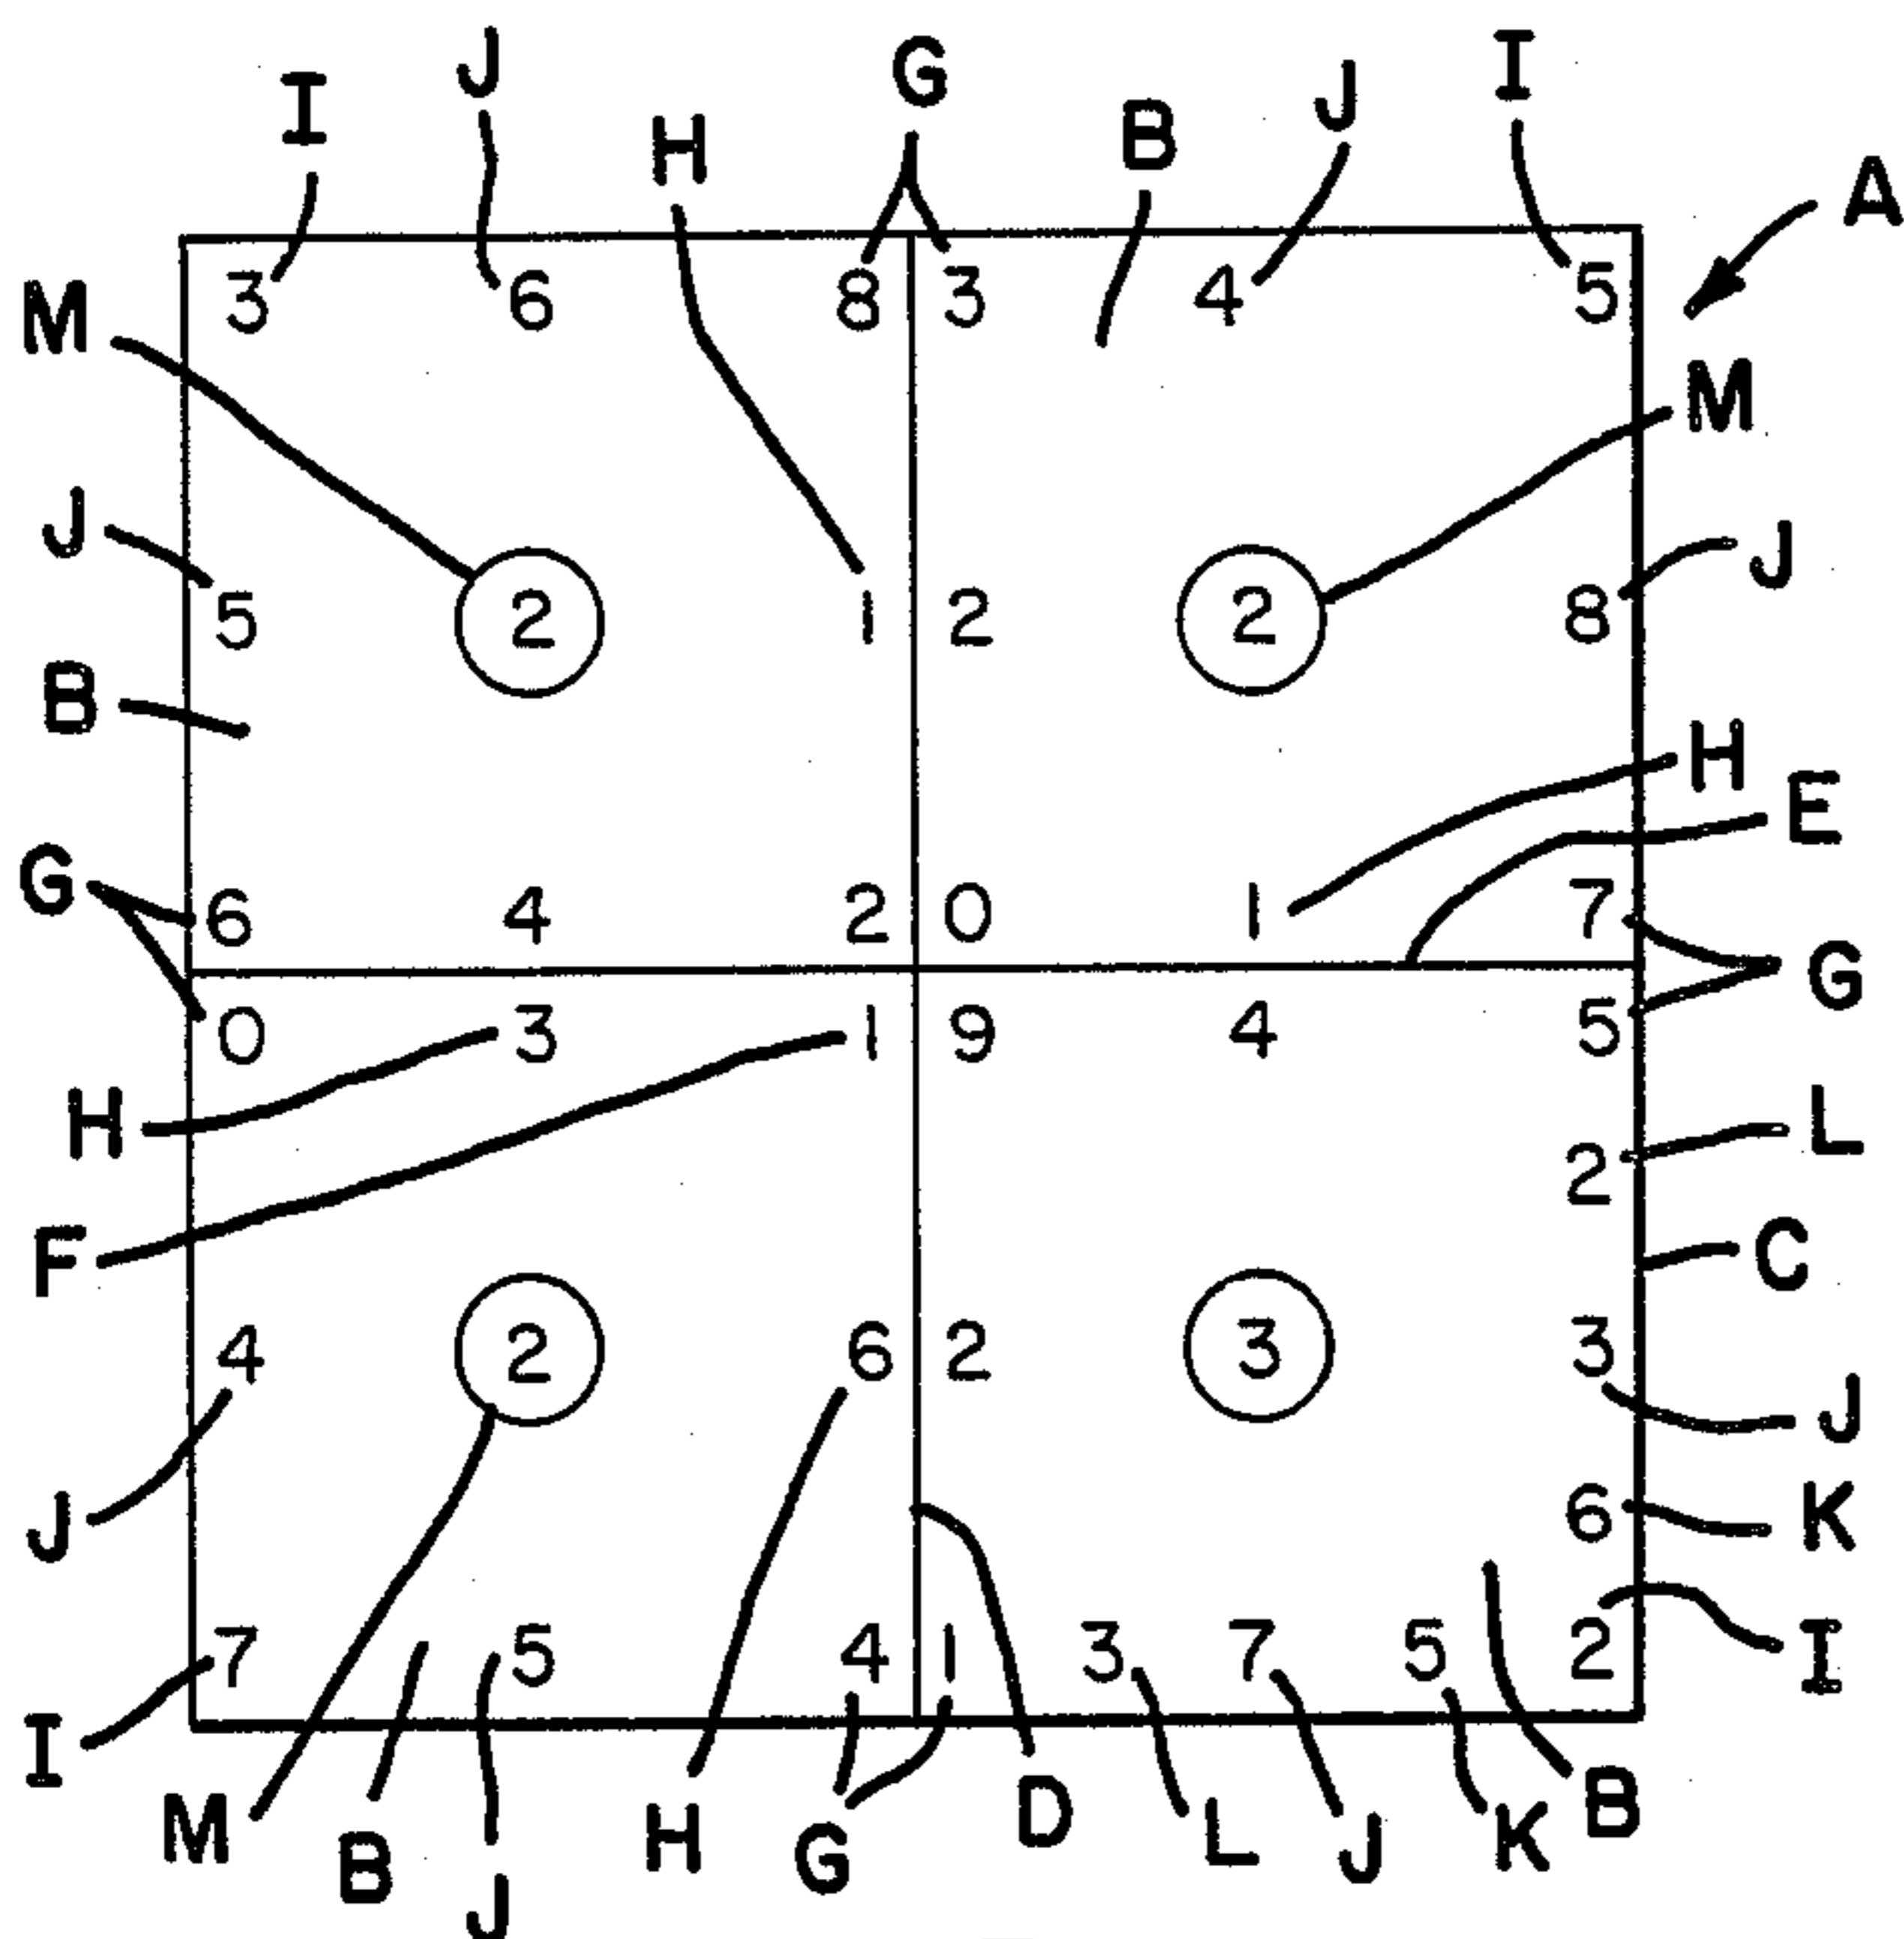 I J H G B J I A
3 6 8 3 4 5
M M
J 5 2 1 2 2 8 J
B H
E
G 6 4 2 0 1 7 G
0 3 1 9 4 5
H 2 L
F C
4 2 6 2 3 3 J
J 6 K
7 5 4 1 3 7 5 2 I
I M B J H G D L J K B